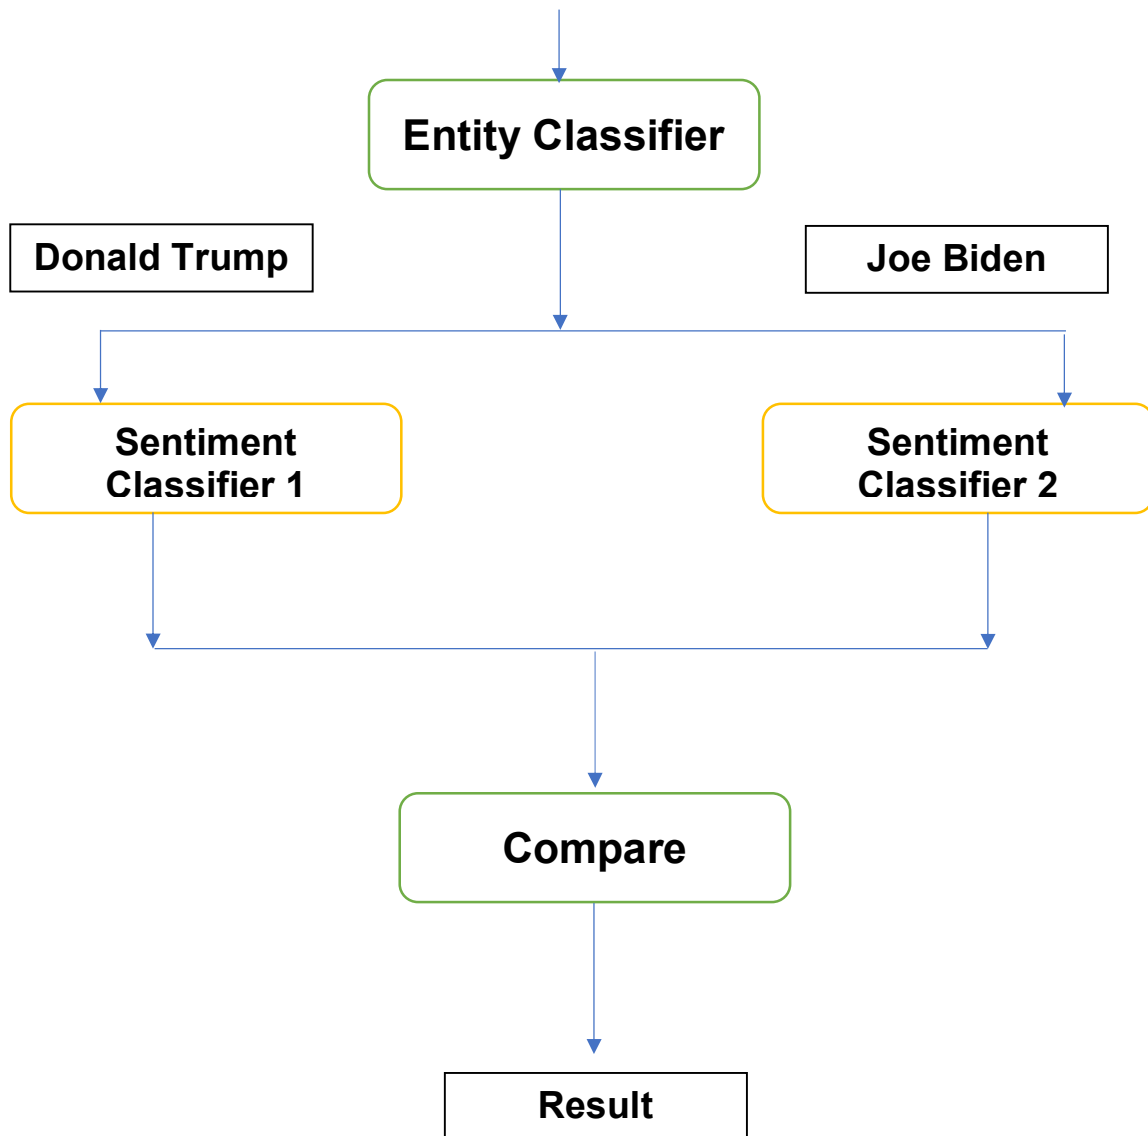 Entity Classifier
Donald Trump
Joe Biden
Sentiment
Classifier 1
Sentiment
Classifier 2
Compare
Result